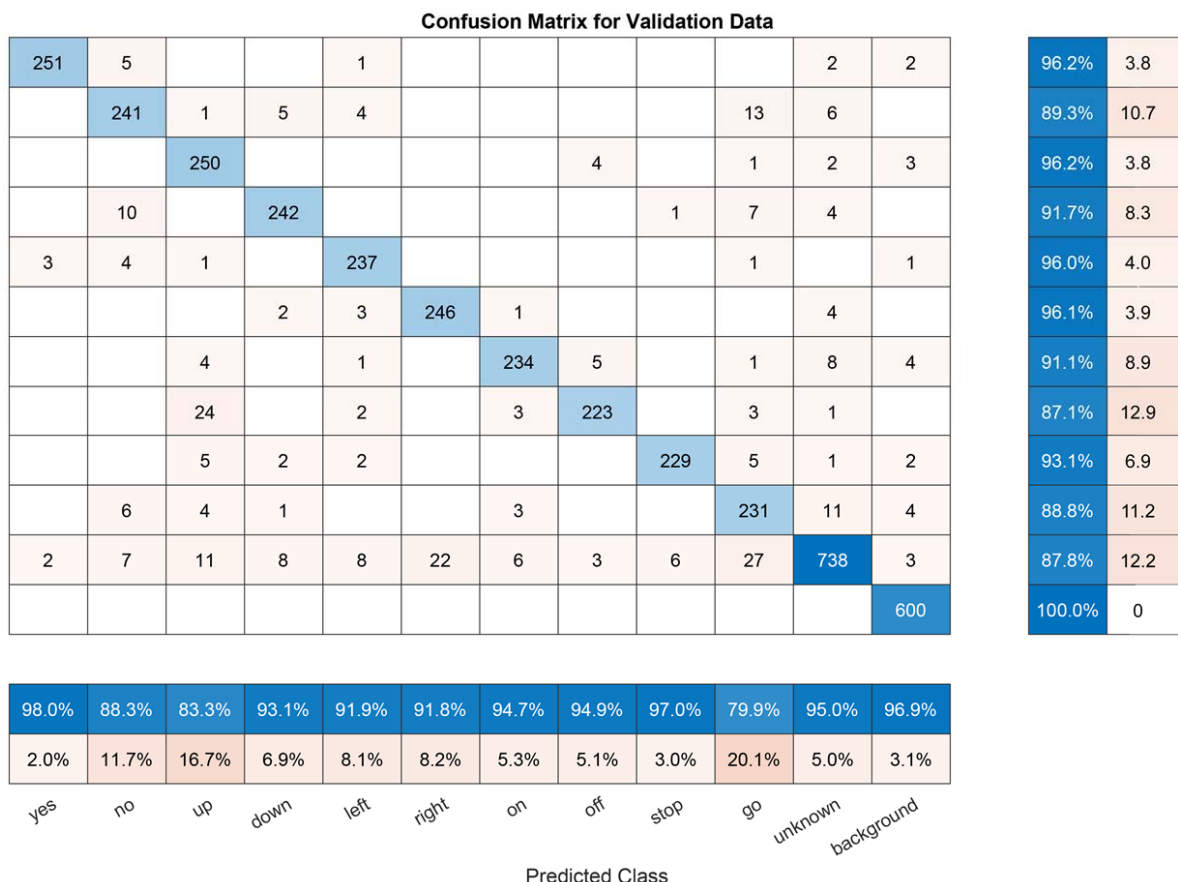 Confusion Matrix for Validation Data
251 5 1 2 2 96.2% 3.8
241 1 5 4 13 6 89.3% 10.7
250 4 1 2 3 96.2% 3.8
10 242 1 7 4 91.7% 8.3
3 4 1 237 1 1 96.0% 4.0
2 3 246 1 4 96.1% 3.9
4 1 234 5 1 8 4 91.1% 8.9
24 2 3 223 3 1 87.1% 12.9
5 2 2 229 5 1 2 93.1% 6.9
6 4 1 3 231 11 4 88.8% 11.2
2 7 11 8 8 22 6 3 6 27 738 3 87.8% 12.2
600 100.0% 0
98.0% 88.3% 83.3% 93.1% 91.9% 91.8% 94.7% 94.9% 97.0% 79.9% 95.0% 96.9%
2.0% 11.7% 16.7% 6.9% 8.1% 8.2% 5.3% 5.1% 3.0% 20.1% 5.0% 3.1%
yes no up down left right on off stop go unknown background
Predicted Class